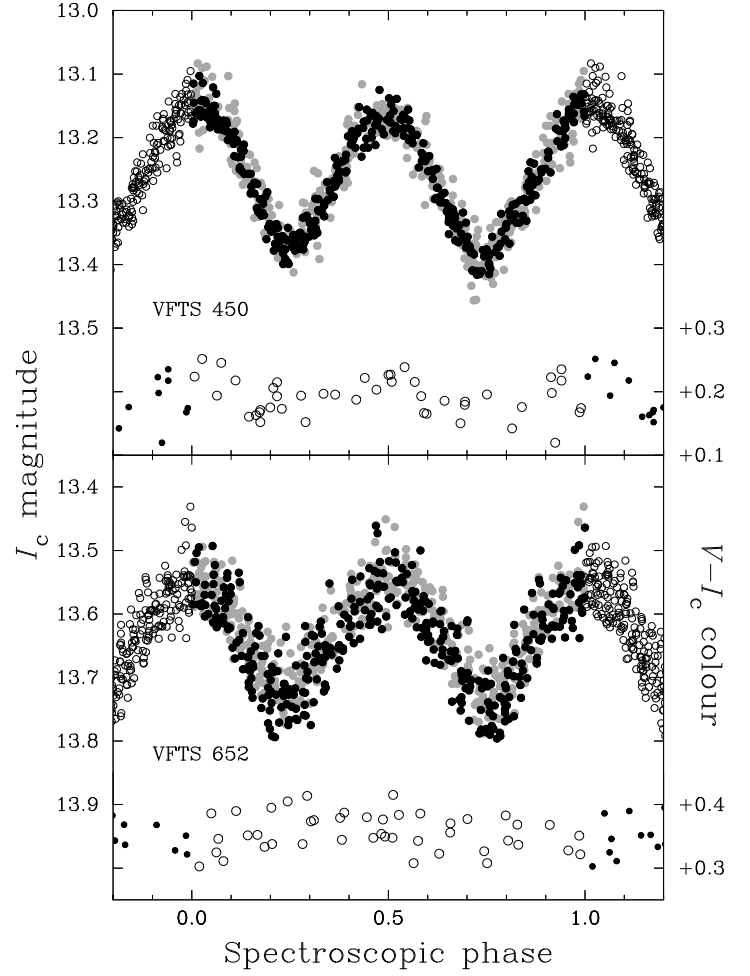 13.0
13.1
13.2
13.3
13.4
VFTS 450
13.5
+0.3
+0.2
+0.1
I_c magnitude
13.4
13.5
13.6
13.7
13.8
VFTS 652
13.9
+0.4
+0.3
V−I_c colour
0.0 0.5 1.0
Spectroscopic phase